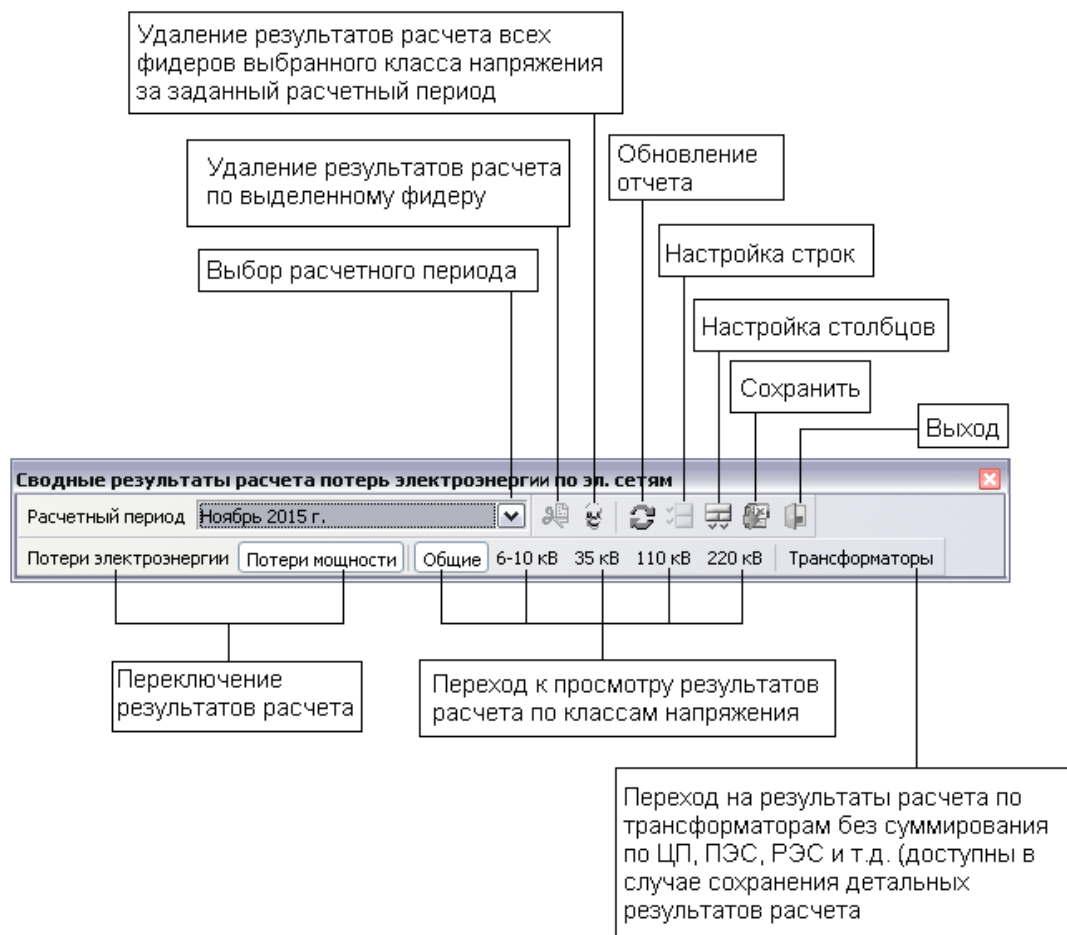 Удаление результатов расчета всех
фидеров выбранного класса напряжения
за заданный расчетный период
Удаление результатов расчета
по выделенному фидеру
Обновление
отчета
Выбор расчетного периода
Настройка строк
Настройка столбцов
Сохранить
Выход
Сводные результаты расчета потерь электроэнергии по эл. сетям
Расчетный период Ноябрь 2015 г.
Потери электроэнергии Потери мощности Общие 6-10 кВ 35 кВ 110 кВ 220 кВ Трансформаторы
Переключение
результатов расчета
Переход к просмотру результатов
расчета по классам напряжения
Переход на результаты расчета по
трансформаторам без суммирования
по ЦП, ПЭС, РЭС и т.д. (доступны в
случае сохранения детальных
результатов расчета